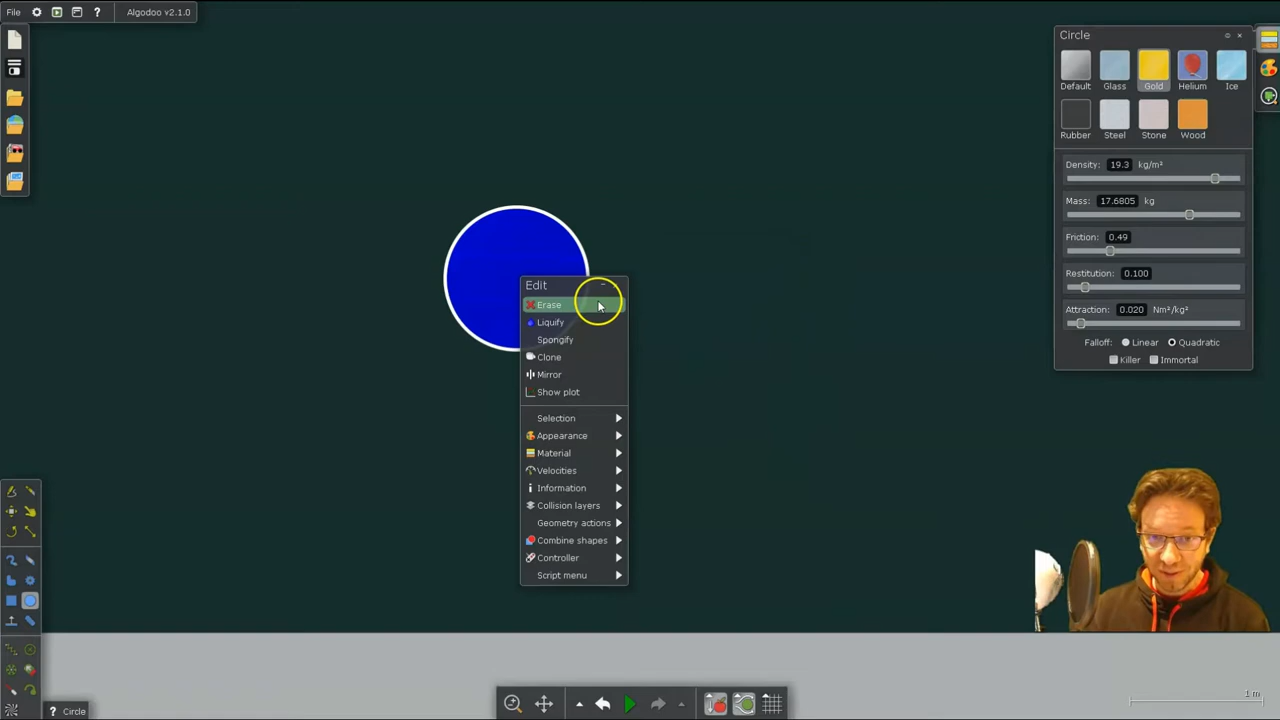 File
?
Algodoo v2.1.0
Circle
Default
Glass
Gold
Helium
Ice
Rubber
Steel
Stone
Wood
Density: 19.3 kg/m²
Mass: 17.6805 kg
Friction: 0.49
Restitution: 0.100
Attraction: 0.020 Nm²/kg²
Falloff: Linear Quadratic
Killer Immortal
Edit
Erase
Liquify
Spongify
Clone
Mirror
Show plot
Selection
Appearance
Material
Velocities
Information
Collision layers
Geometry actions
Combine shapes
Controller
Script menu
? Circle
1 m